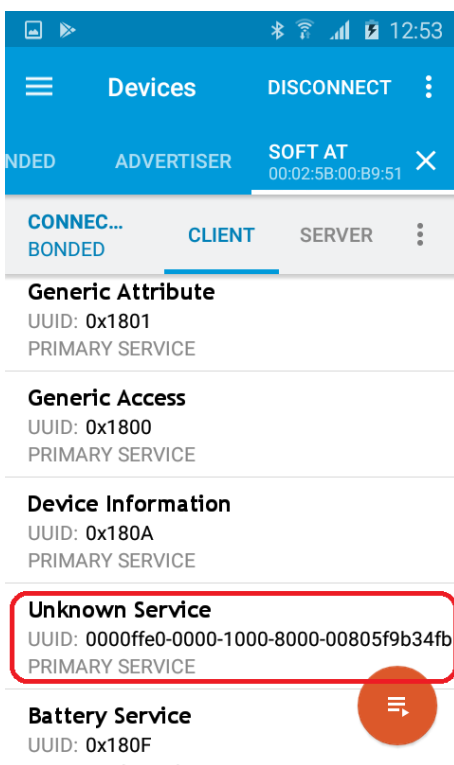 12:53
Devices DISCONNECT
NDED ADVERTISER SOFT AT
00:02:5B:00:B9:51
CONNEC... CLIENT SERVER
BONDED
Generic Attribute
UUID: 0x1801
PRIMARY SERVICE
Generic Access
UUID: 0x1800
PRIMARY SERVICE
Device Information
UUID: 0x180A
PRIMARY SERVICE
Unknown Service
UUID: 0000ffe0-0000-1000-8000-00805f9b34fb
PRIMARY SERVICE
Battery Service
UUID: 0x180F